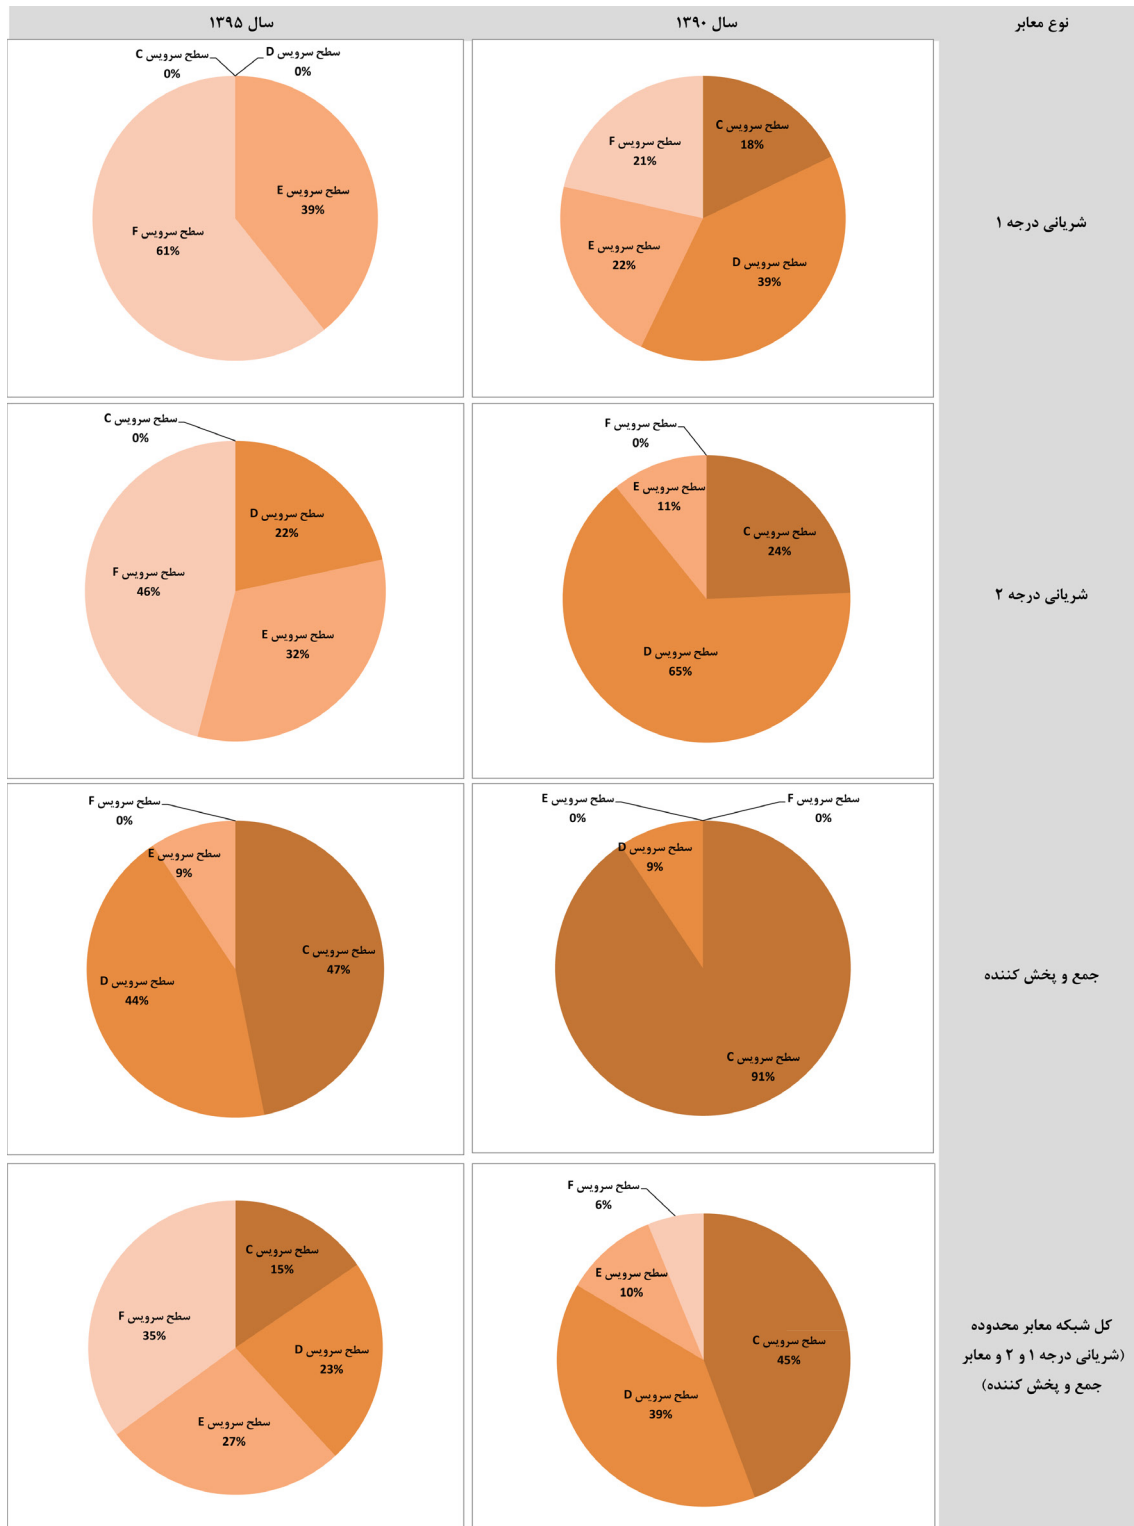 نوع معابر
سال ۱۳۹۰
سال ۱۳۹۵
شریانی درجه ۱
سطح سرویس C
18%
سطح سرویس D
39%
سطح سرویس E
22%
سطح سرویس F
21%
سطح سرویس D
0%
سطح سرویس C
0%
سطح سرویس E
39%
سطح سرویس F
61%
شریانی درجه ۲
سطح سرویس F
0%
سطح سرویس E
11%
سطح سرویس C
24%
سطح سرویس D
65%
سطح سرویس C
0%
سطح سرویس D
22%
سطح سرویس F
46%
سطح سرویس E
32%
جمع و پخش کننده
سطح سرویس F
0%
سطح سرویس E
0%
سطح سرویس D
9%
سطح سرویس C
91%
سطح سرویس F
0%
سطح سرویس E
9%
سطح سرویس C
47%
سطح سرویس D
44%
کل شبکه معابر محدوده
(شریانی درجه ۱ و ۲ و معابر
جمع و پخش کننده)
سطح سرویس F
6%
سطح سرویس E
10%
سطح سرویس C
45%
سطح سرویس D
39%
سطح سرویس C
15%
سطح سرویس F
35%
سطح سرویس D
23%
سطح سرویس E
27%